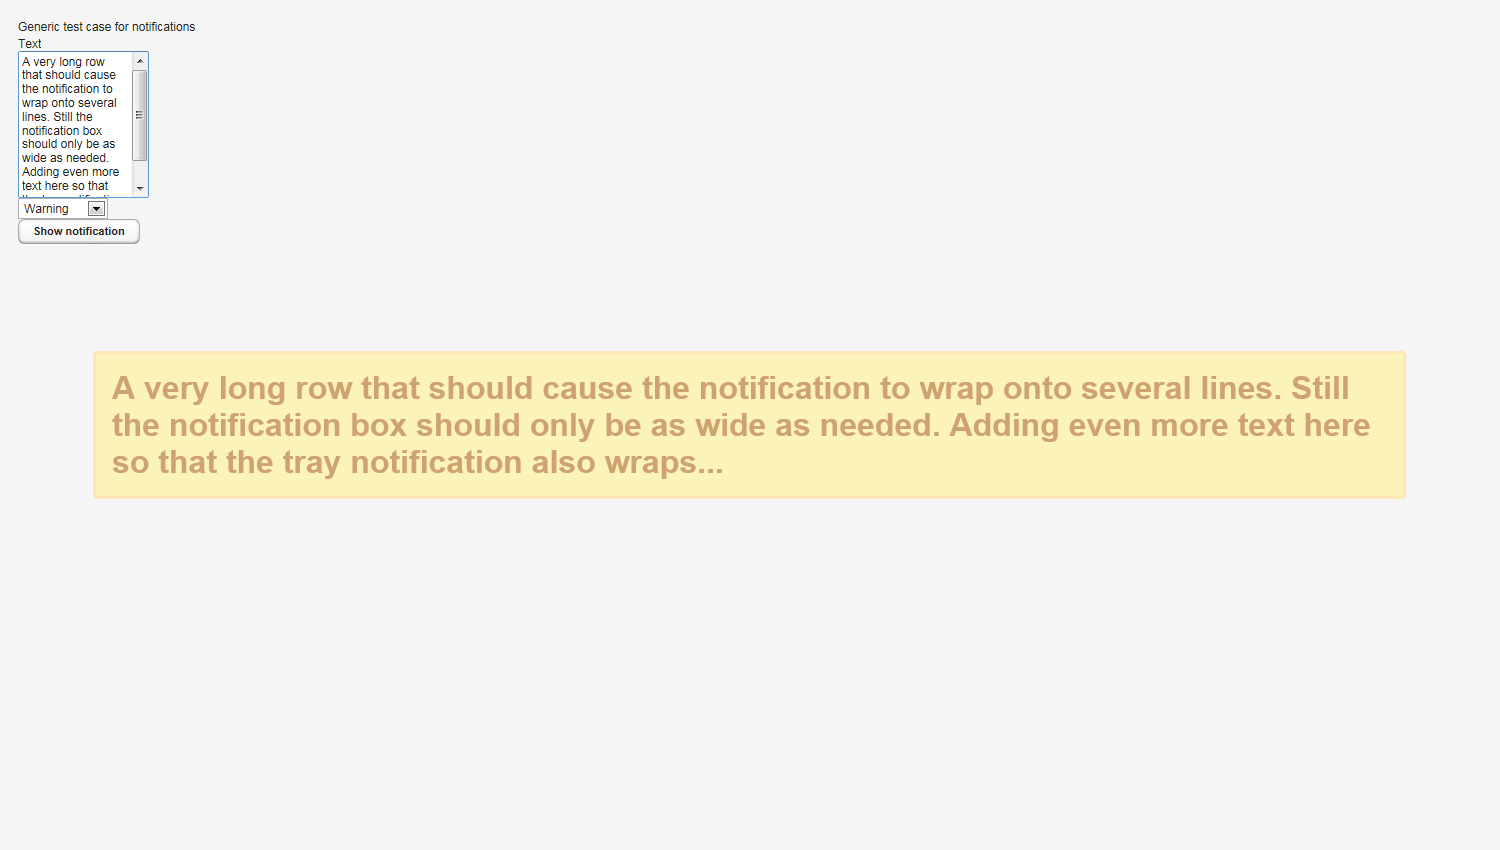 Generic test case for notifications
Text
A very long row
that should cause
the notification to
wrap onto several
lines. Still the
notification box
should only be as
wide as needed.
Adding even more
text here so that
Warning
Show notification
A very long row that should cause the notification to wrap onto several lines. Still
the notification box should only be as wide as needed. Adding even more text here
so that the tray notification also wraps...